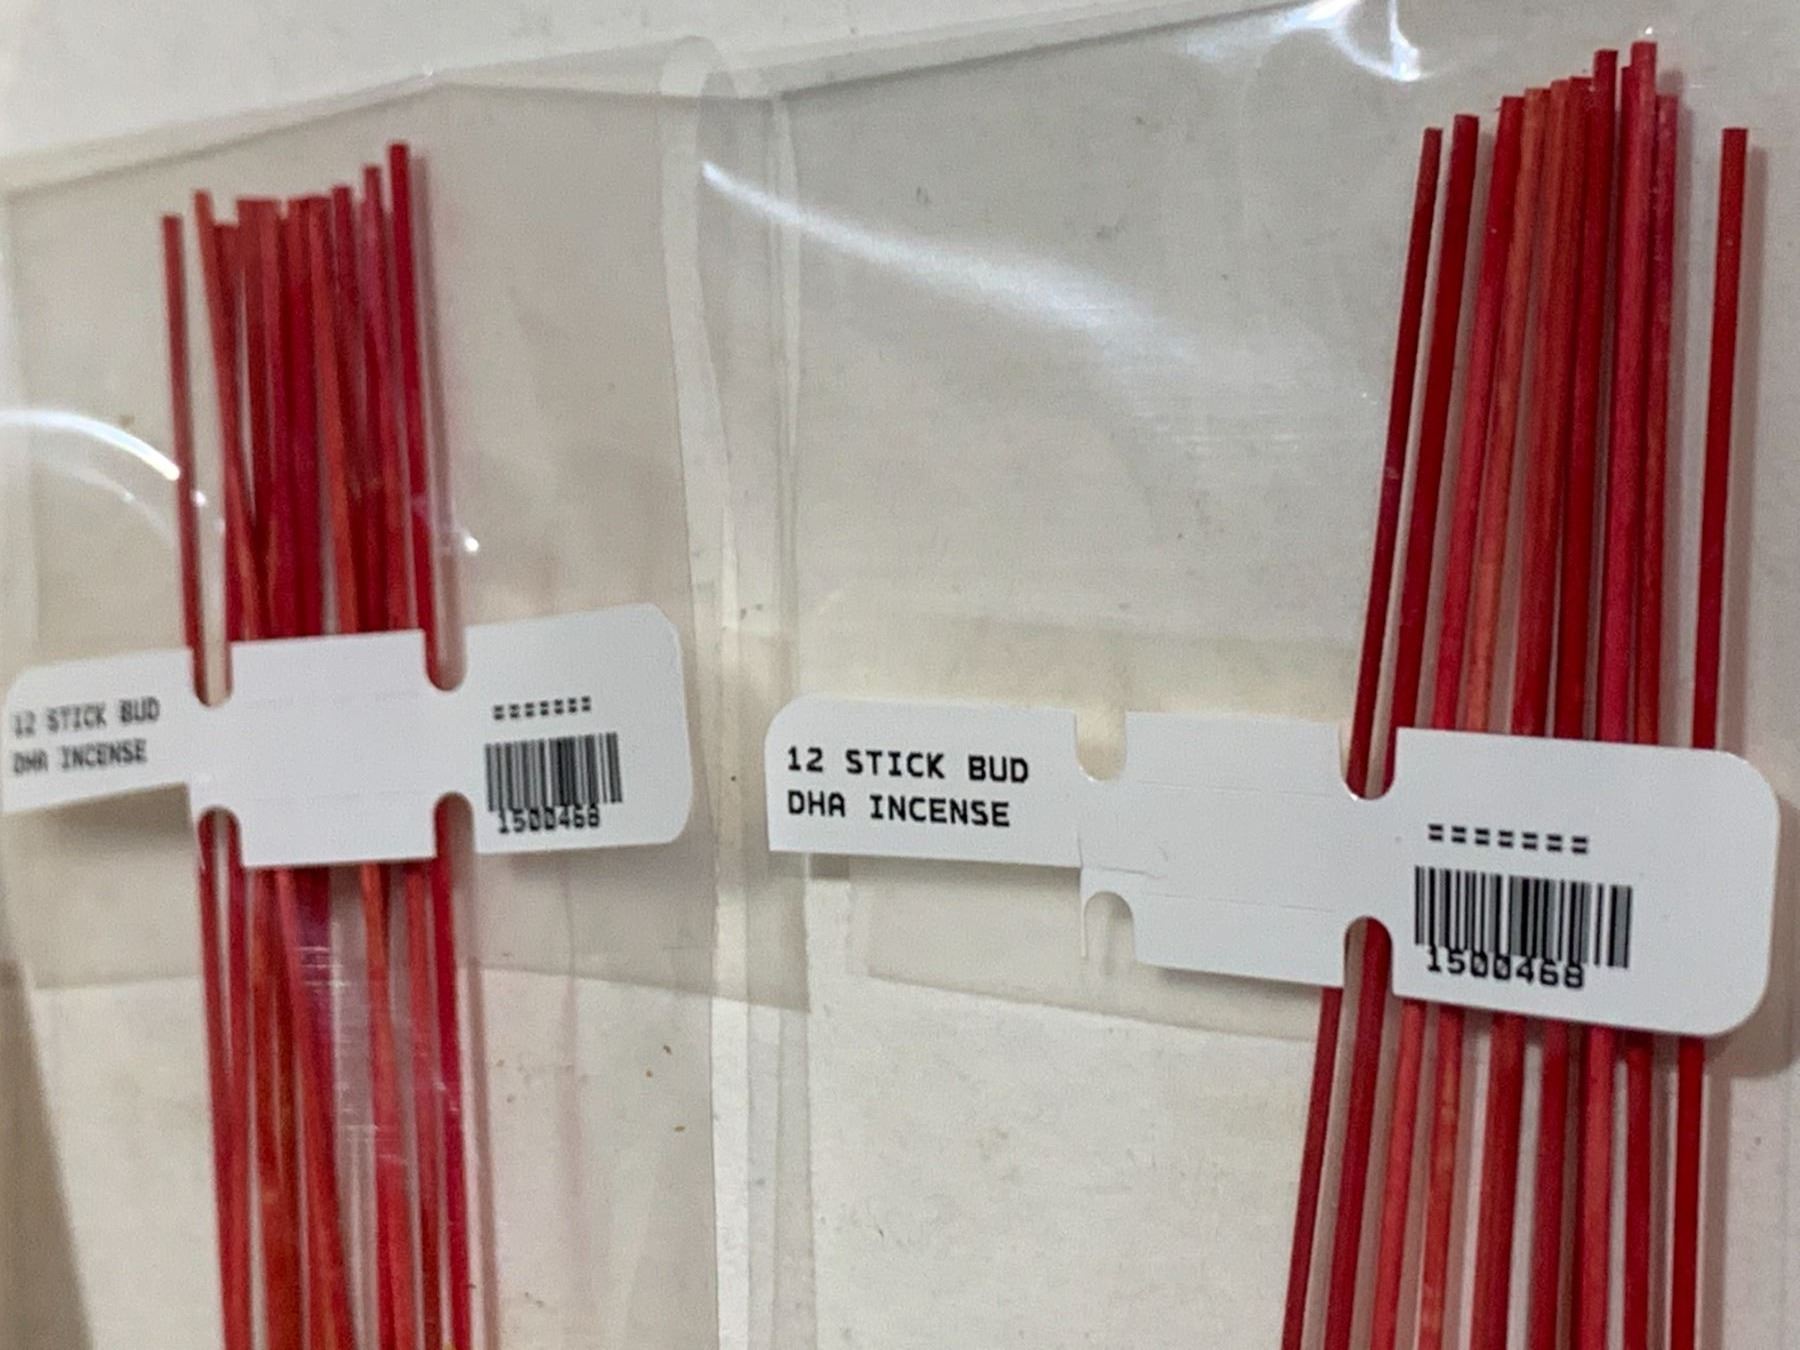 12 STICK BUD
DHA INCENSE
=======
1500468
12 STICK BUD
DHA INCENSE
=======
1500468